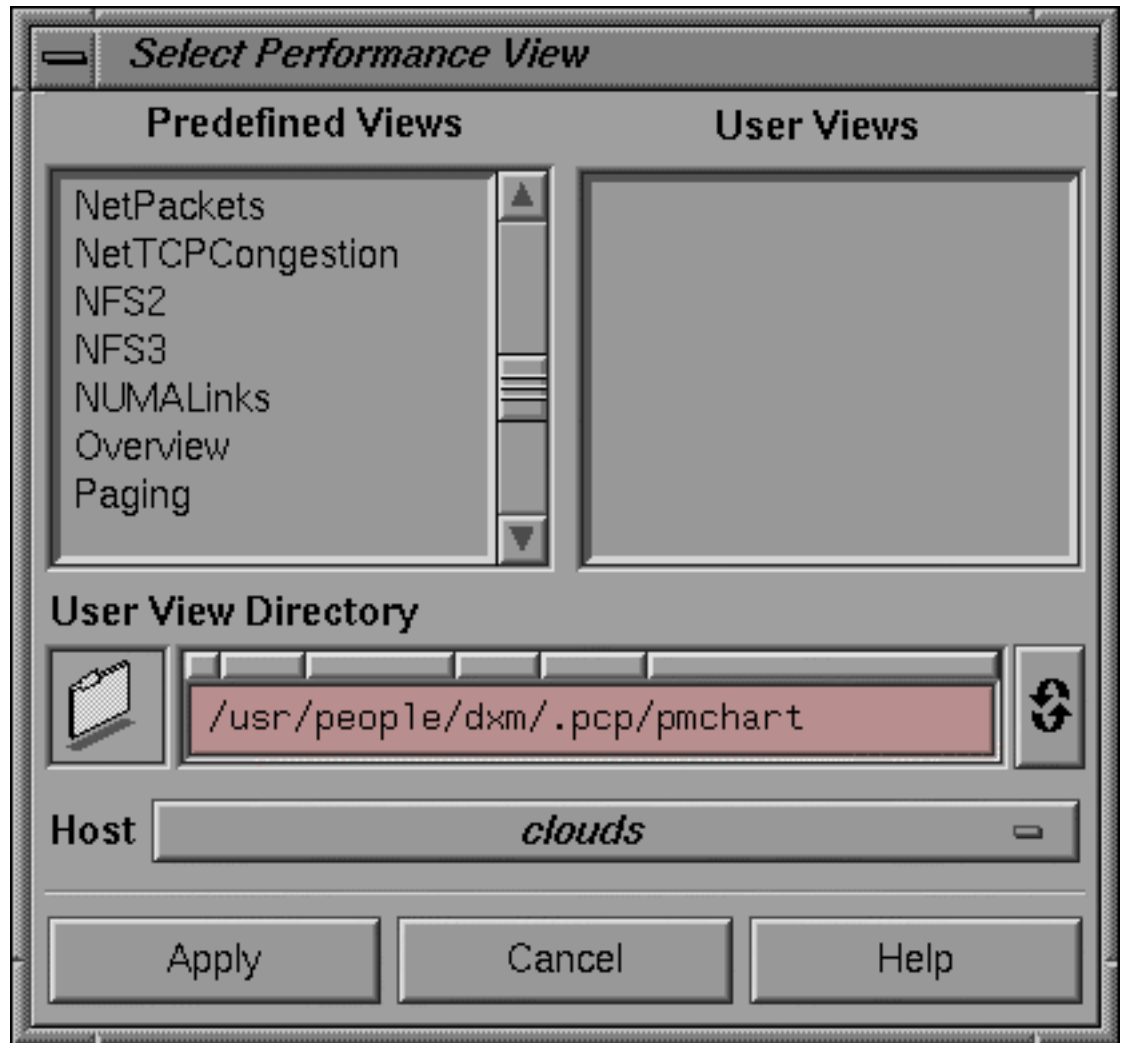 Select Performance View
Predefined Views
User Views
NetPackets
NetTCPCongestion
NFS2
NFS3
NUMALinks
Overview
Paging
User View Directory
/usr/people/dxm/.pcp/pmchart
Host
clouds
Apply
Cancel
Help